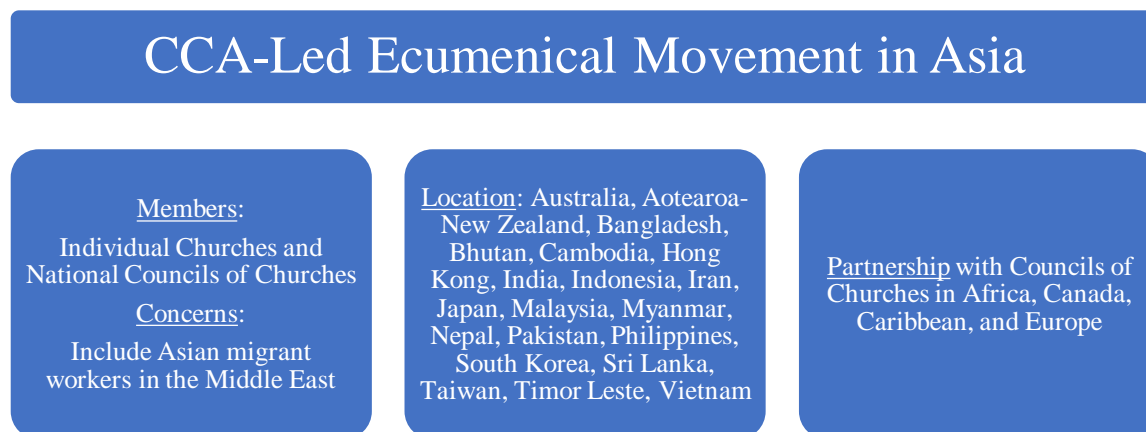 CCA-Led Ecumenical Movement in Asia
Members:
Individual Churches and
National Councils of Churches
Concerns:
Include Asian migrant
workers in the Middle East
Location: Australia, Aotearoa-
New Zealand, Bangladesh,
Bhutan, Cambodia, Hong
Kong, India, Indonesia, Iran,
Japan, Malaysia, Myanmar,
Nepal, Pakistan, Philippines,
South Korea, Sri Lanka,
Taiwan, Timor Leste, Vietnam
Partnership with Councils of
Churches in Africa, Canada,
Caribbean, and Europe